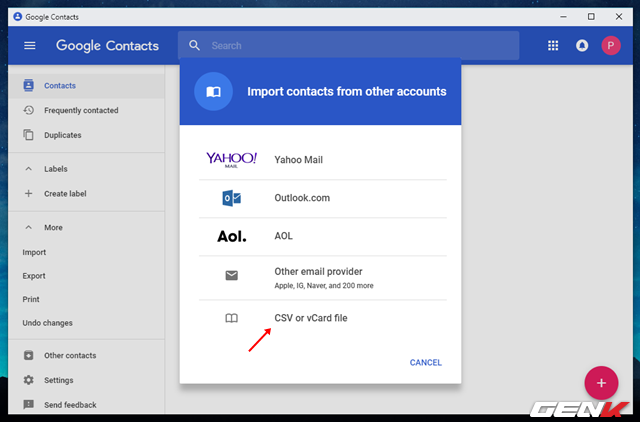 Google Contacts
Google Contacts
Search
P
Contacts
Frequently contacted
Duplicates
Labels
Create label
More
Import
Export
Print
Undo changes
Other contacts
Settings
Send feedback
Import contacts from other accounts
YAHOO!
MAIL
Yahoo Mail
Outlook.com
Aol.
AOL
Other email provider
Apple, IG, Naver, and 200 more
CSV or vCard file
CANCEL
GENK